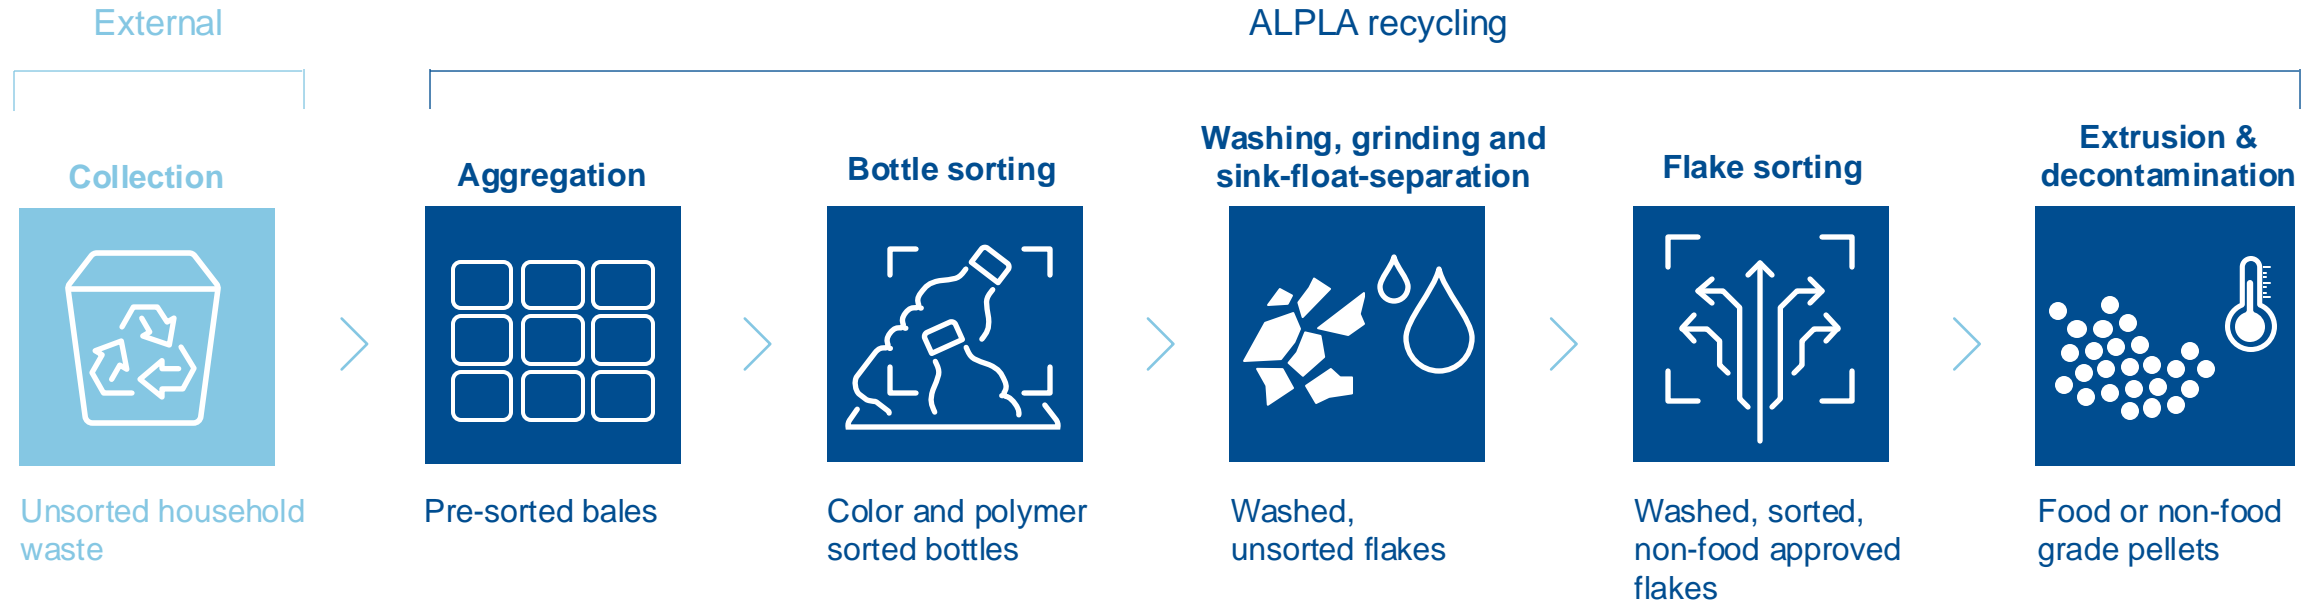 External
ALPLA recycling
Collection
Unsorted household
waste
Aggregation
Pre-sorted bales
Bottle sorting
Color and polymer
sorted bottles
Washing, grinding and
sink-float-separation
Washed,
unsorted flakes
Flake sorting
Washed, sorted,
non-food approved
flakes
Extrusion &
decontamination
Food or non-food
grade pellets